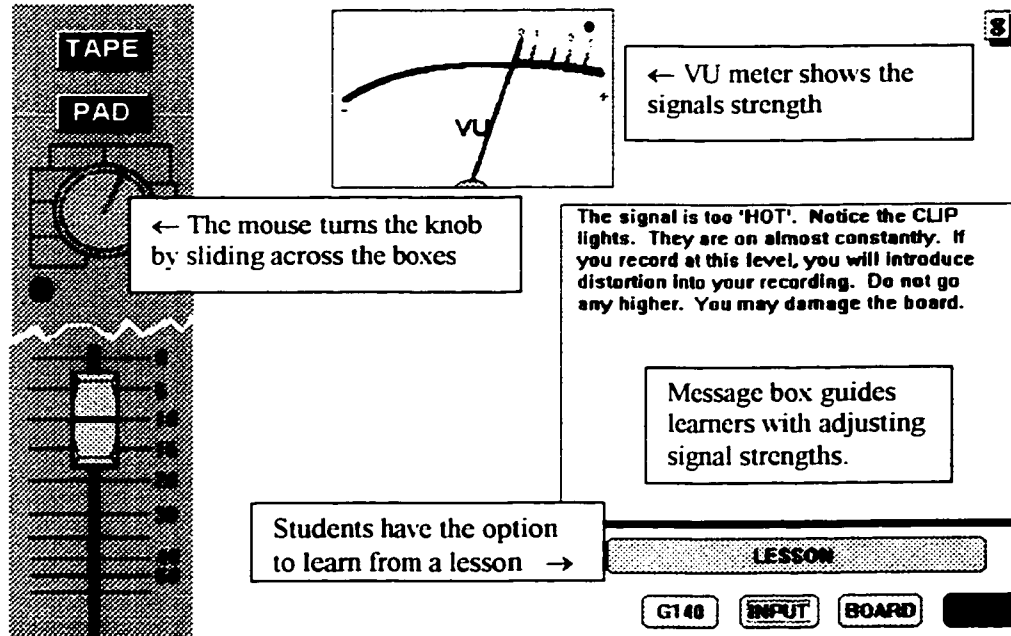 TAPE
PAD
VU
- +
8
← VU meter shows the
signals strength
← The mouse turns the knob
by sliding across the boxes
The signal is too 'HOT'. Notice the CLIP
lights. They are on almost constantly. If
you record at this level, you will introduce
distortion into your recording. Do not go
any higher. You may damage the board.
Message box guides
learners with adjusting
signal strengths.
Students have the option
to learn from a lesson →
LESSON
G140 INPUT BOARD